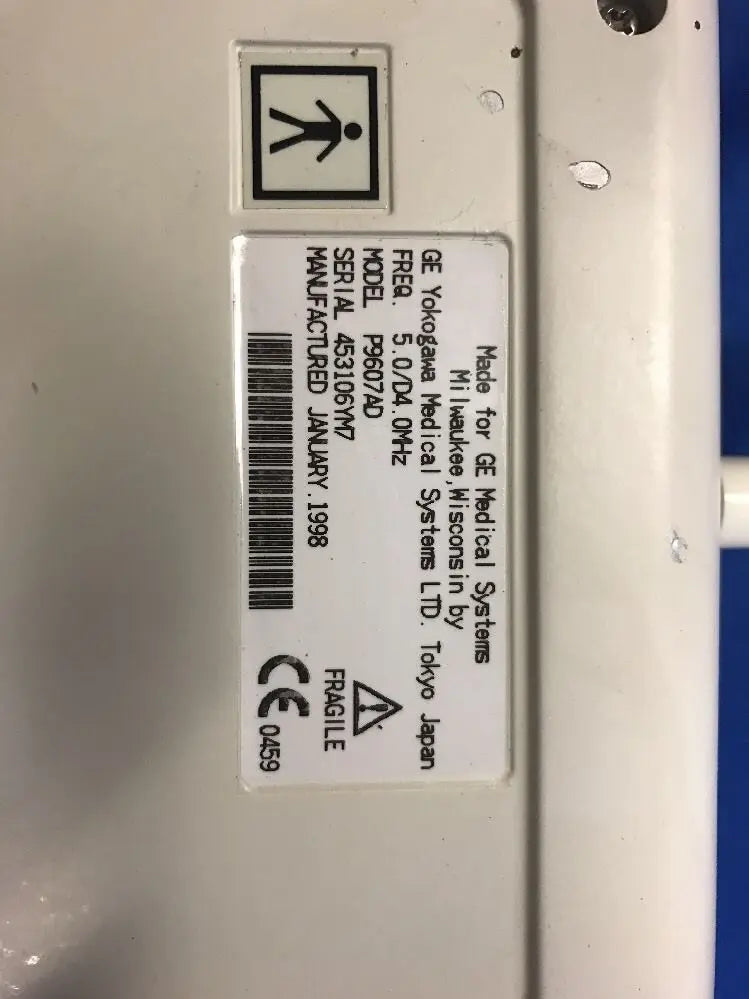 Made for GE Medical Systems
Milwaukee,Wisconsin by
GE Yokogawa Medical Systems LTD. Tokyo Japan
FREQ. 5.0/D4.0MHz
MODEL P9607AD
SERIAL 453106YM7
MANUFACTURED JANUARY.1998
!
FRAGILE
CE 0459